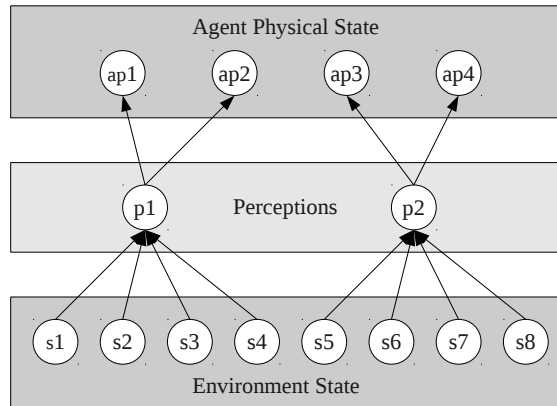 Agent Physical State
ap1 ap2 ap3 ap4
p1 Perceptions p2
s1 s2 s3 s4 s5 s6 s7 s8
Environment State